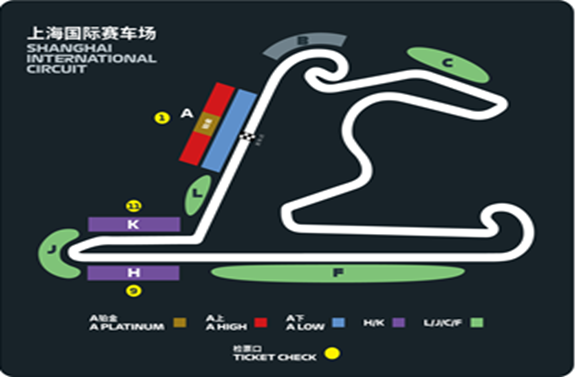 上海国际赛车场
SHANGHAI
INTERNATIONAL
CIRCUIT
B
C
1
A
L
11
K
J
H
F
9
A铂金
A PLATINUM
A上
A HIGH
A下
A LOW
H/K
L/J/C/F
检票口
TICKET CHECK